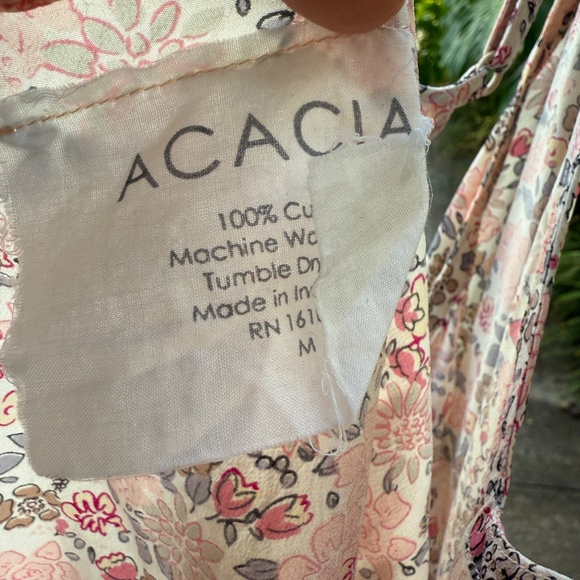 ACACIA
100% Cu
Machine Wa
Tumble Dr
Made in In
RN 161
M